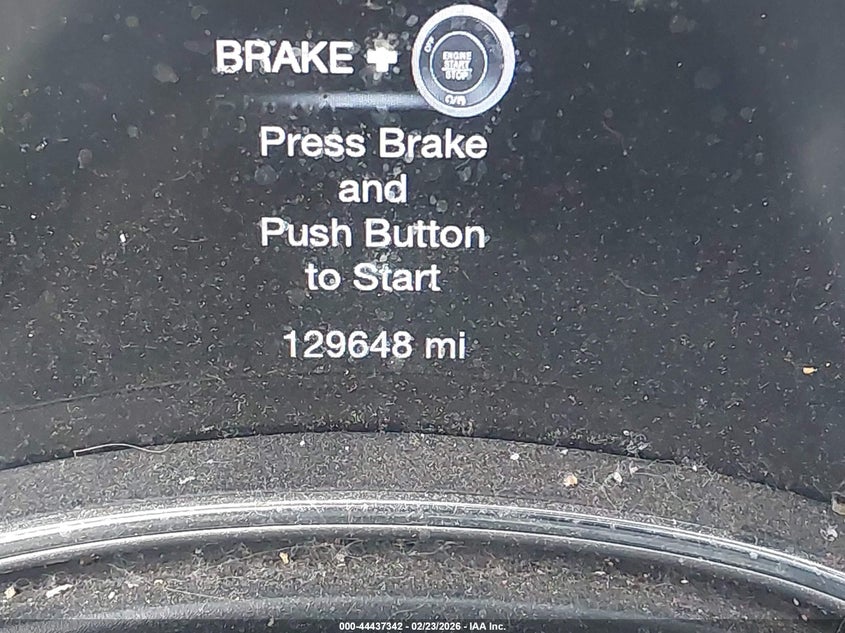 BRAKE +
OFF
ENGINE
START
STOP
Press Brake
and
Push Button
to Start
129648 mi
000-44437342 - 02/23/2026 - IAA Inc.